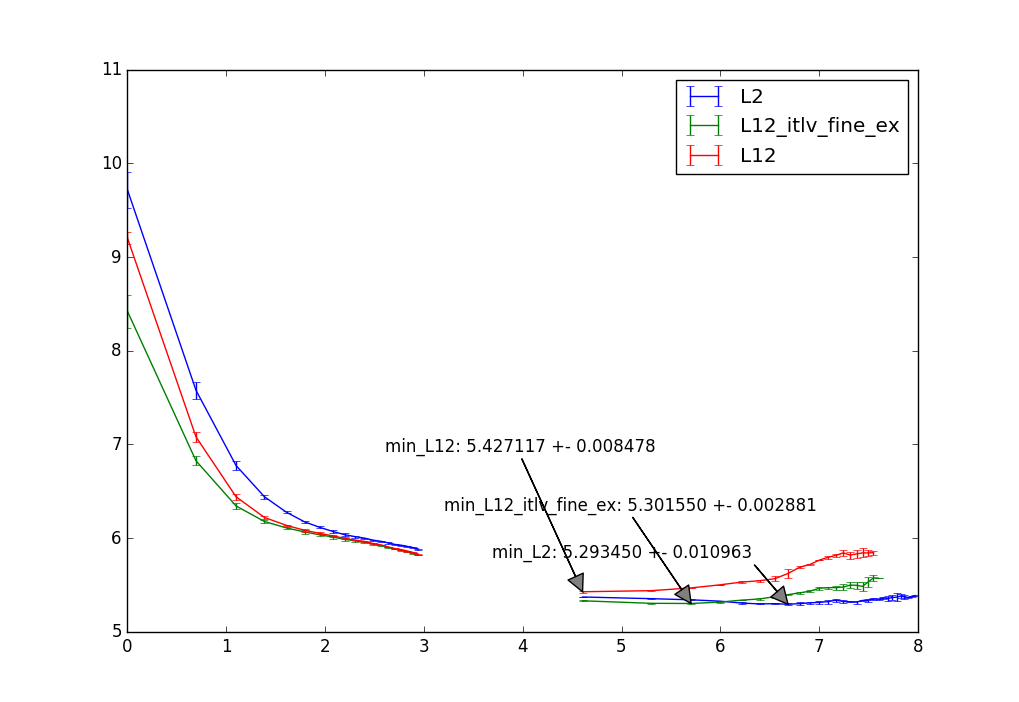 11
10
9
8
7
6
5
L2
L12_itlv_fine_ex
L12
min_L12: 5.427117 +- 0.008478
min_L12_itlv_fine_ex: 5.301550 +- 0.002881
min_L2: 5.293450 +- 0.010963
0 1 2 3 4 5 6 7 8